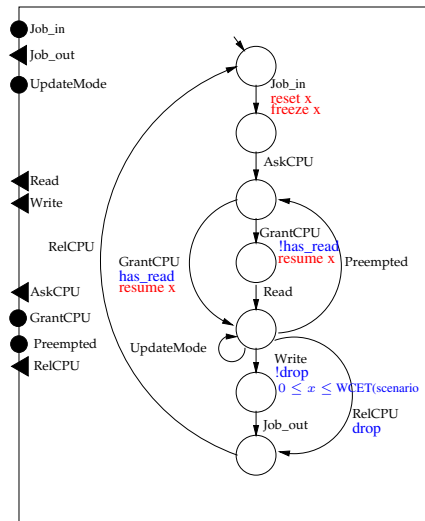 Job_in
Job_out
UpdateMode
Read
Write
AskCPU
GrantCPU
Preempted
RelCPU
Job_in
reset x
freeze x
AskCPU
GrantCPU
!has_read
resume x
GrantCPU
has_read
resume x
RelCPU
Preempted
Read
UpdateMode
Write
!drop
0 ≤ x ≤ WCET(scenario
RelCPU
drop
Job_out